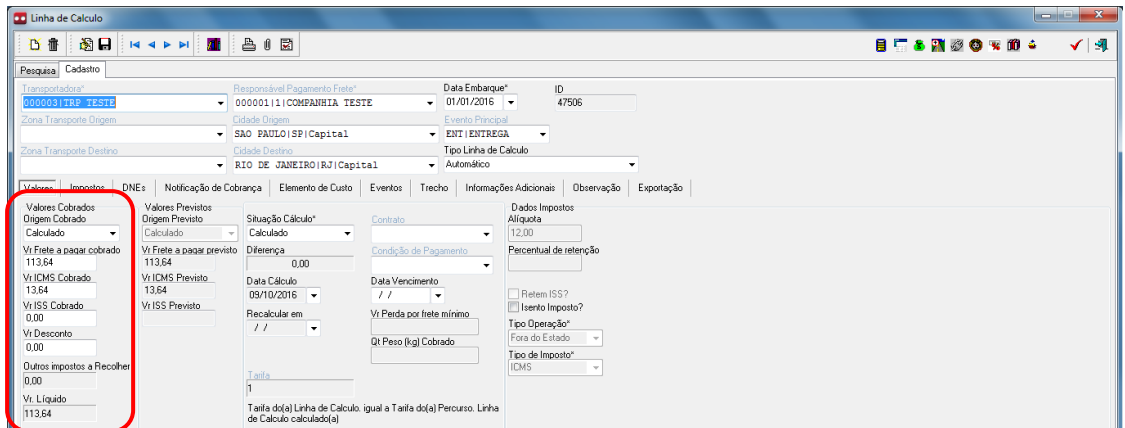 Linha de Calculo
Pesquisa Cadastro
Transportadora* Responsável Pagamento Frete* Data Embarque* ID
000003|TRP TESTE 000001|1|COMPANHIA TESTE 01/01/2016 47506
Zona Transporte Origem Cidade Origem Evento Principal
SAO PAULO|SP|Capital ENT|ENTREGA
Zona Transporte Destino Cidade Destino Tipo Linha de Calculo
RIO DE JANEIRO|RJ|Capital Automático
Valores Impostos DNEs Notificação de Cobrança Elemento de Custo Eventos Trecho Informações Adicionais Observação Exportação
Valores Cobrados Valores Previstos Dados Impostos
Origem Cobrado Origem Previsto Situação Cálculo* Contrato Alíquota
Calculado Calculado Calculado 12,00
Vr Frete a pagar cobrado Vr Frete a pagar previsto Diferença Condição de Pagamento Percentual de retenção
113,64 113,64 0,00
Vr ICMS Cobrado Vr ICMS Previsto Data Cálculo Data Vencimento
13,64 13,64 09/10/2016 / / Retem ISS?
Vr ISS Cobrado Vr ISS Previsto Recalcular em Vr Perda por frete mínimo Isento Imposto?
0,00 / / Tipo Operação*
Vr Desconto Qt Peso (kg) Cobrado Fora do Estado
0,00 Tipo de Imposto*
Outros impostos a Recolher Tarifa ICMS
0,00 1
Vr. Líquido Tarifa do(a) Linha de Calculo. igual a Tarifa do(a) Percurso. Linha
113,64 de Calculo calculado(a)